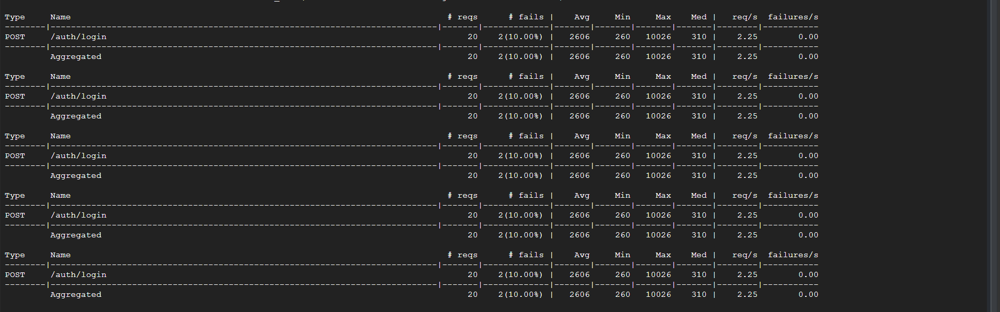 Type Name # reqs # fails | Avg Min Max Med | req/s failures/s
--------|----------------------------------------------------------------------------|-------|-------------|-------|-------|-------|-------|--------|-----------
POST /auth/login 20 2(10.00%) | 2606 260 10026 310 | 2.25 0.00
--------|----------------------------------------------------------------------------|-------|-------------|-------|-------|-------|-------|--------|-----------
Aggregated 20 2(10.00%) | 2606 260 10026 310 | 2.25 0.00
Type Name # reqs # fails | Avg Min Max Med | req/s failures/s
--------|----------------------------------------------------------------------------|-------|-------------|-------|-------|-------|-------|--------|-----------
POST /auth/login 20 2(10.00%) | 2606 260 10026 310 | 2.25 0.00
--------|----------------------------------------------------------------------------|-------|-------------|-------|-------|-------|-------|--------|-----------
Aggregated 20 2(10.00%) | 2606 260 10026 310 | 2.25 0.00
Type Name # reqs # fails | Avg Min Max Med | req/s failures/s
--------|----------------------------------------------------------------------------|-------|-------------|-------|-------|-------|-------|--------|-----------
POST /auth/login 20 2(10.00%) | 2606 260 10026 310 | 2.25 0.00
--------|----------------------------------------------------------------------------|-------|-------------|-------|-------|-------|-------|--------|-----------
Aggregated 20 2(10.00%) | 2606 260 10026 310 | 2.25 0.00
Type Name # reqs # fails | Avg Min Max Med | req/s failures/s
--------|----------------------------------------------------------------------------|-------|-------------|-------|-------|-------|-------|--------|-----------
POST /auth/login 20 2(10.00%) | 2606 260 10026 310 | 2.25 0.00
--------|----------------------------------------------------------------------------|-------|-------------|-------|-------|-------|-------|--------|-----------
Aggregated 20 2(10.00%) | 2606 260 10026 310 | 2.25 0.00
Type Name # reqs # fails | Avg Min Max Med | req/s failures/s
--------|----------------------------------------------------------------------------|-------|-------------|-------|-------|-------|-------|--------|-----------
POST /auth/login 20 2(10.00%) | 2606 260 10026 310 | 2.25 0.00
--------|----------------------------------------------------------------------------|-------|-------------|-------|-------|-------|-------|--------|-----------
Aggregated 20 2(10.00%) | 2606 260 10026 310 | 2.25 0.00